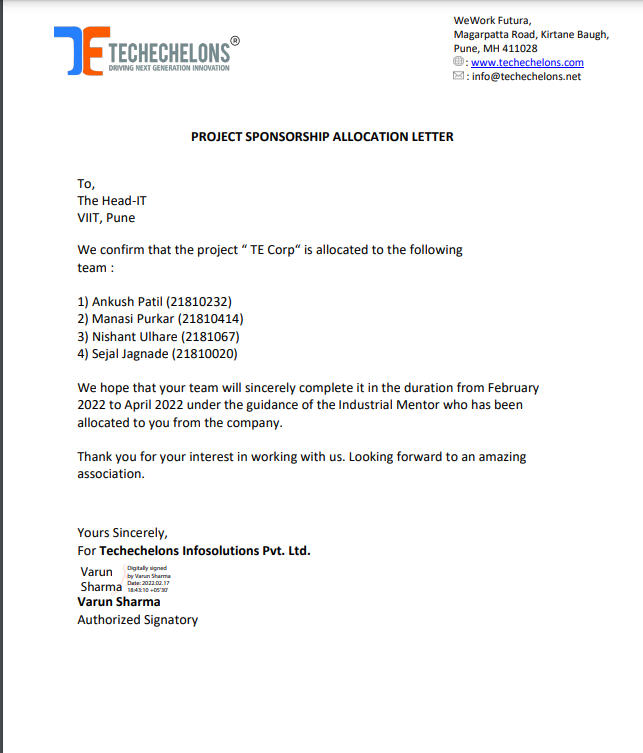 TECHECHELONS®
DRIVING NEXT GENERATION INNOVATION
WeWork Futura,
Magarpatta Road, Kirtane Baugh,
Pune, MH 411028
: www.techechelons.com
: info@techechelons.net
PROJECT SPONSORSHIP ALLOCATION LETTER
To,
The Head-IT
VIIT, Pune
We confirm that the project “ TE Corp“ is allocated to the following
team :
1) Ankush Patil (21810232)
2) Manasi Purkar (21810414)
3) Nishant Ulhare (2181067)
4) Sejal Jagnade (21810020)
We hope that your team will sincerely complete it in the duration from February
2022 to April 2022 under the guidance of the Industrial Mentor who has been
allocated to you from the company.
Thank you for your interest in working with us. Looking forward to an amazing
association.
Yours Sincerely,
For Techechelons Infosolutions Pvt. Ltd.
Varun
Sharma
Digitally signed
by Varun Sharma
Date: 2022.02.17
18:43:10 +05'30'
Varun Sharma
Authorized Signatory